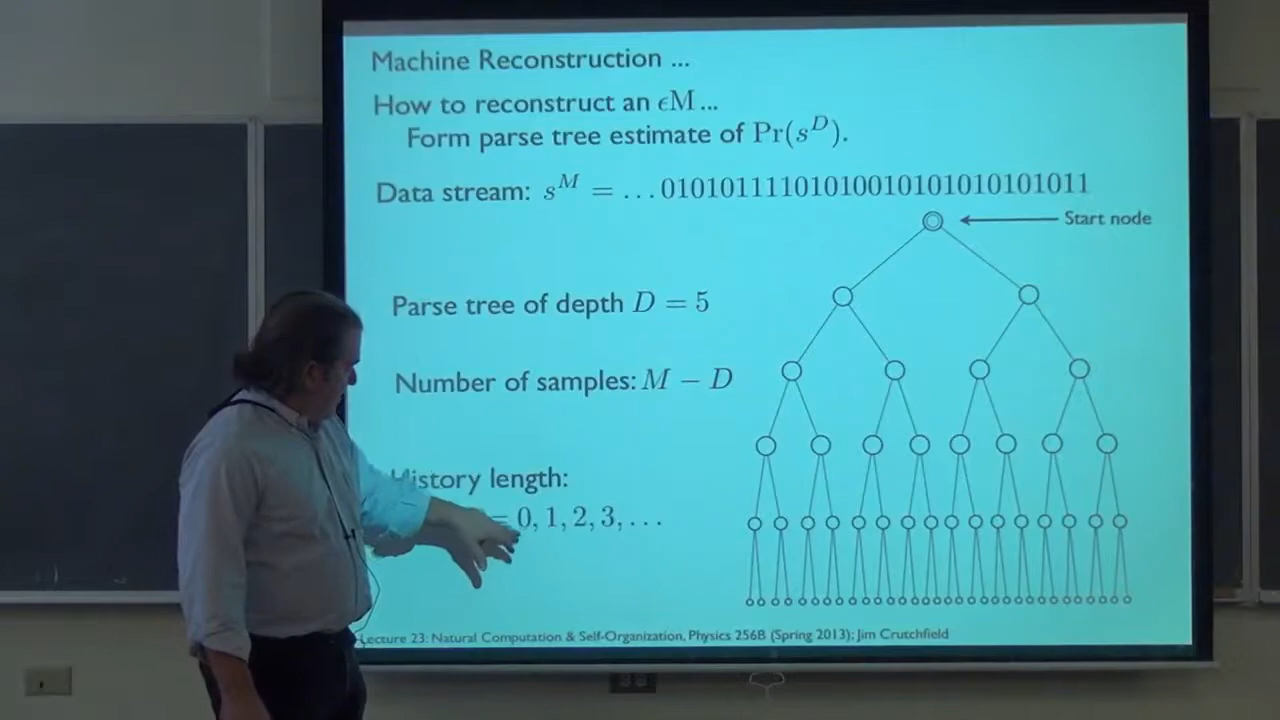 Machine Reconstruction ...
How to reconstruct an ϵM ...
Form parse tree estimate of Pr(s^D).
Data stream: s^M = ...010101111010100101010101011
Start node
Parse tree of depth D = 5
Number of samples: M − D
History length:
= 0, 1, 2, 3, ...
Lecture 23: Natural Computation & Self-Organization, Physics 256B (Spring 2013); Jim Crutchfield